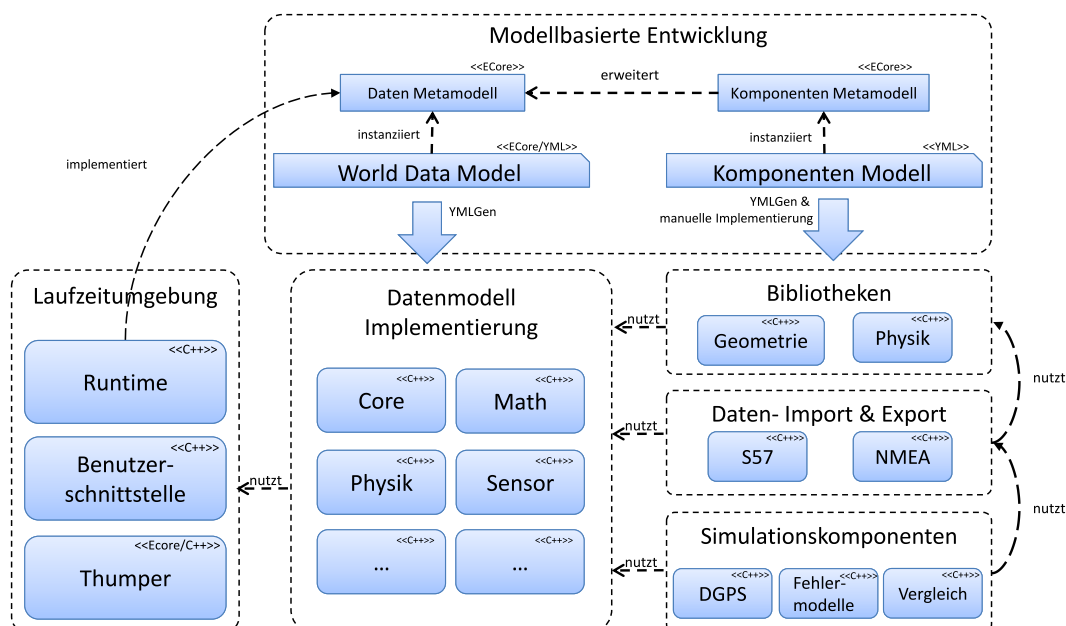 Modellbasierte Entwicklung
<<ECore>>
Daten Metamodell
erweitert
<<ECore>>
Komponenten Metamodell
instanziiert
instanziiert
implementiert
<<ECore/YML>>
World Data Model
<<YML>>
Komponenten Modell
YMLGen
YMLGen &
manuelle Implementierung
Laufzeitumgebung
<<C++>>
Runtime
<<C++>>
Benutzer-
schnittstelle
<<Ecore/C++>>
Thumper
nutzt
Datenmodell
Implementierung
<<C++>>
Core
<<C++>>
Math
<<C++>>
Physik
<<C++>>
Sensor
<<C++>>
...
<<C++>>
...
nutzt
nutzt
nutzt
Bibliotheken
<<C++>>
Geometrie
<<C++>>
Physik
Daten- Import & Export
<<C++>>
S57
<<C++>>
NMEA
Simulationskomponenten
<<C++>>
DGPS
<<C++>>
Fehler-
modelle
<<C++>>
Vergleich
nutzt
nutzt